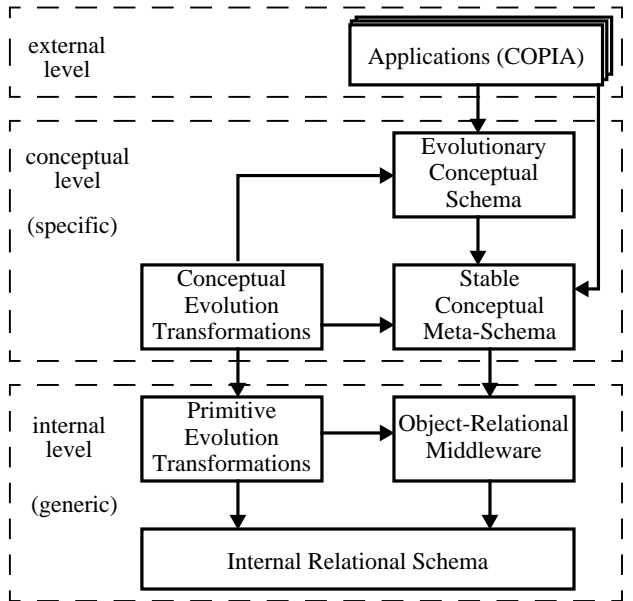 external
level
Applications (COPIA)
conceptual
level
(specific)
Evolutionary
Conceptual
Schema
Conceptual
Evolution
Transformations
Stable
Conceptual
Meta-Schema
internal
level
(generic)
Primitive
Evolution
Transformations
Object-Relational
Middleware
Internal Relational Schema